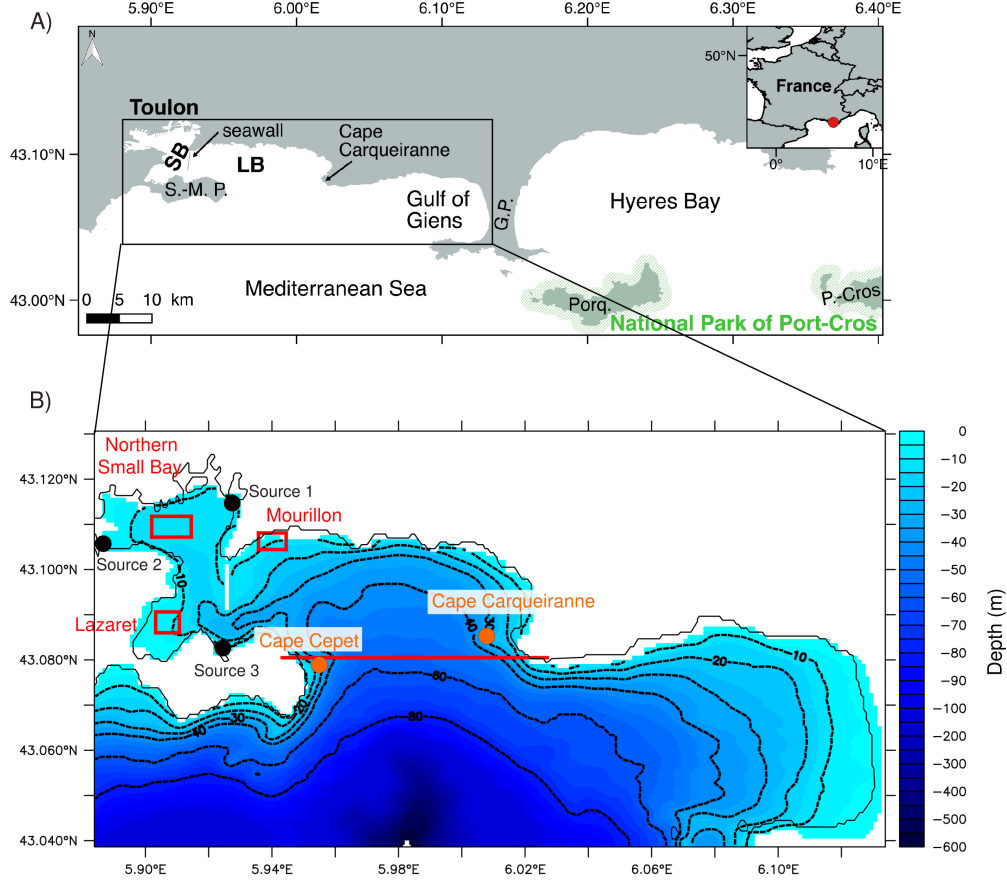 A)
5.90°E 6.00°E 6.10°E 6.20°E 6.30°E 6.40°E
N
50°N
France
0° 10°E
Toulon
seawall
Cape
Carqueiranne
43.10°N
SB
LB
S.-M. P.
Gulf of
Giens
G.P.
Hyeres Bay
43.00°N
0 5 10 km
Mediterranean Sea
Porq.
P.-Cros
National Park of Port-Cros
B)
Northern
Small Bay
Source 1
Mourillon
Source 2
10
Lazaret
Source 3
Cape Cepet
Cape Carqueiranne
40
30
20
30
40
60
80
20
10
43.120°N
43.100°N
43.080°N
43.060°N
43.040°N
5.90°E 5.94°E 5.98°E 6.02°E 6.06°E 6.10°E
0
−10
−20
−30
−40
−50
−60
−70
−80
−90
−100
−200
−300
−400
−500
−600
Depth (m)